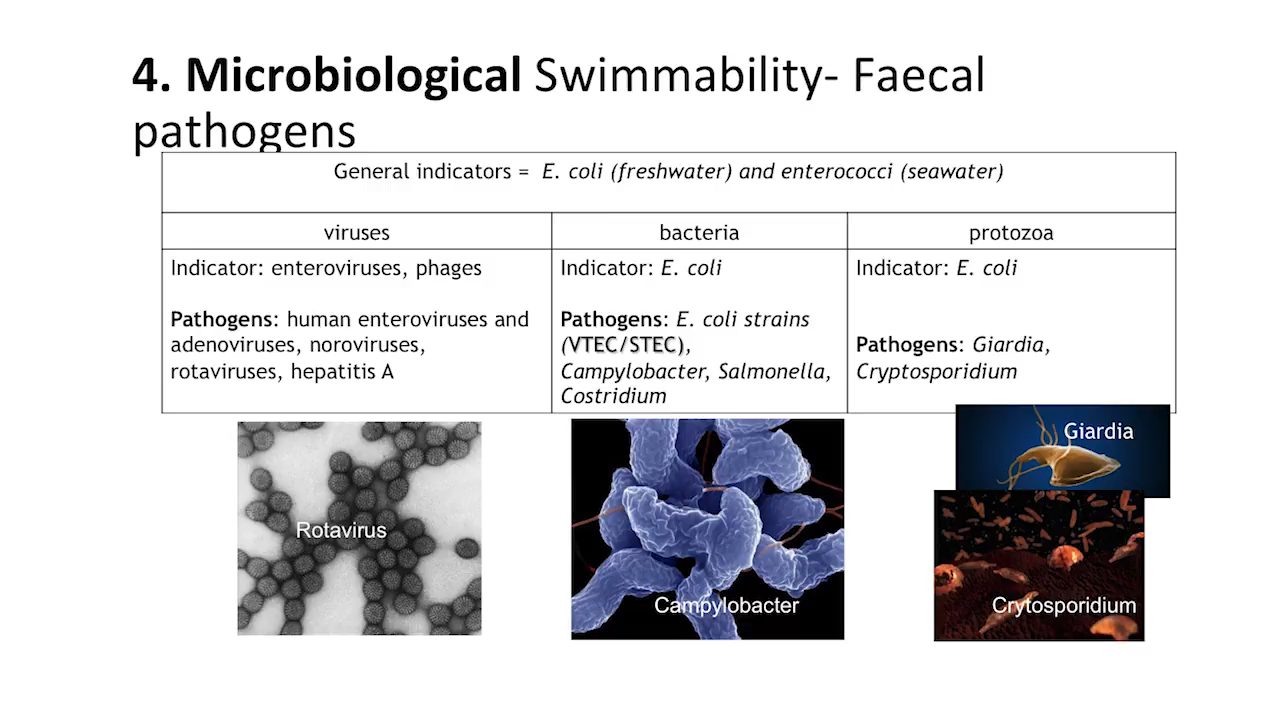 4. Microbiological Swimmability- Faecal
pathogens
General indicators = E. coli (freshwater) and enterococci (seawater)
viruses
bacteria
protozoa
Indicator: enteroviruses, phages
Pathogens: human enteroviruses and
adenoviruses, noroviruses,
rotaviruses, hepatitis A
Indicator: E. coli
Pathogens: E. coli strains
(VTEC/STEC),
Campylobacter, Salmonella,
Costridium
Indicator: E. coli
Pathogens: Giardia,
Cryptosporidium
Rotavirus
Campylobacter
Giardia
Crytosporidium